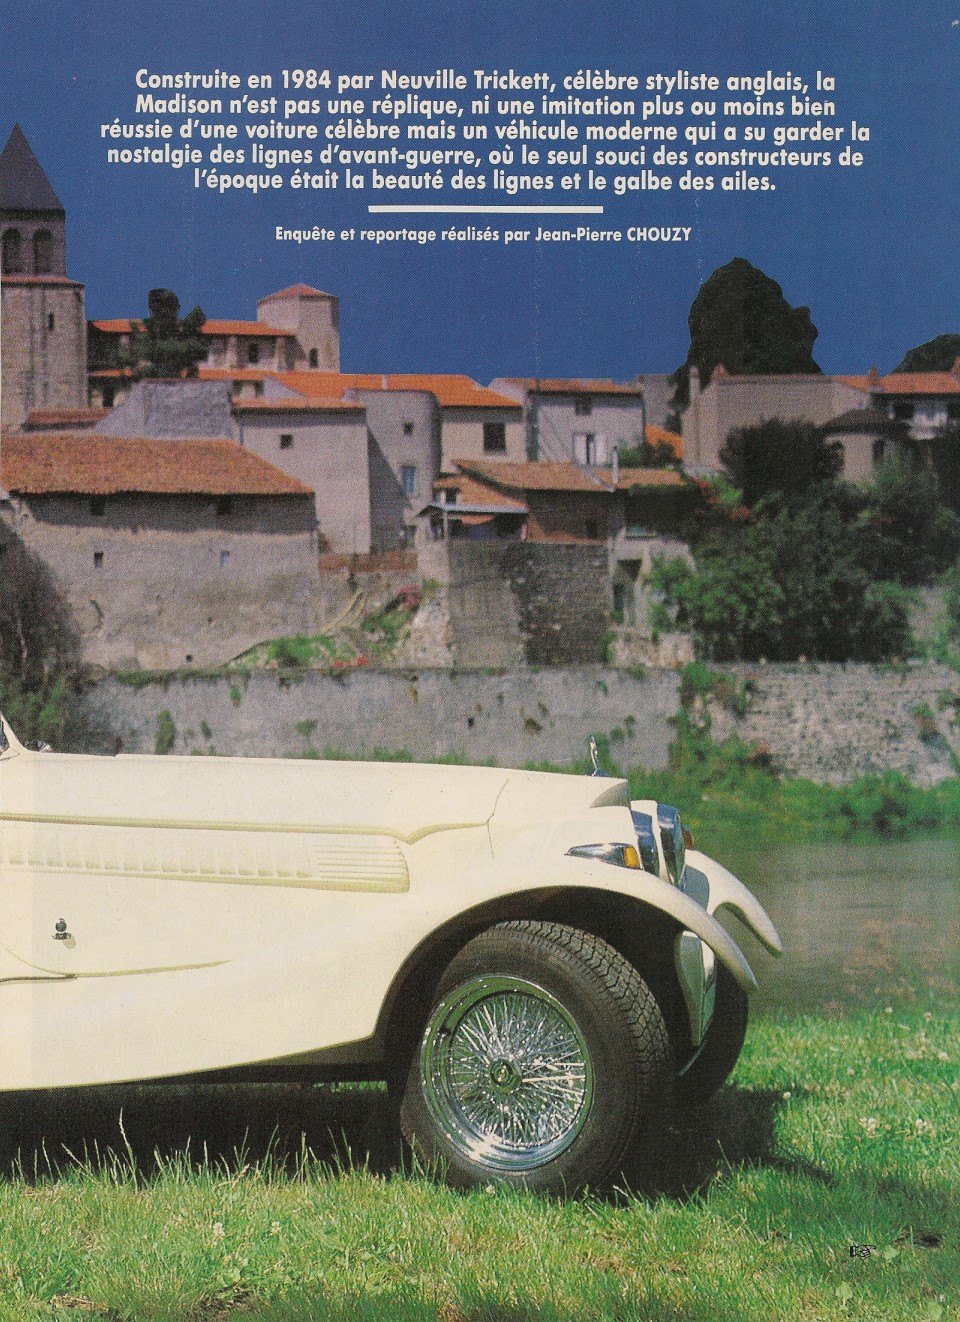 Construite en 1984 par Neuville Trickett, célèbre styliste anglais, la
Madison n'est pas une réplique, ni une imitation plus ou moins bien
réussie d'une voiture célèbre mais un véhicule moderne qui a su garder la
nostalgie des lignes d'avant-guerre, où le seul souci des constructeurs de
l'époque était la beauté des lignes et le galbe des ailes.
Enquête et reportage réalisés par Jean-Pierre CHOUZY